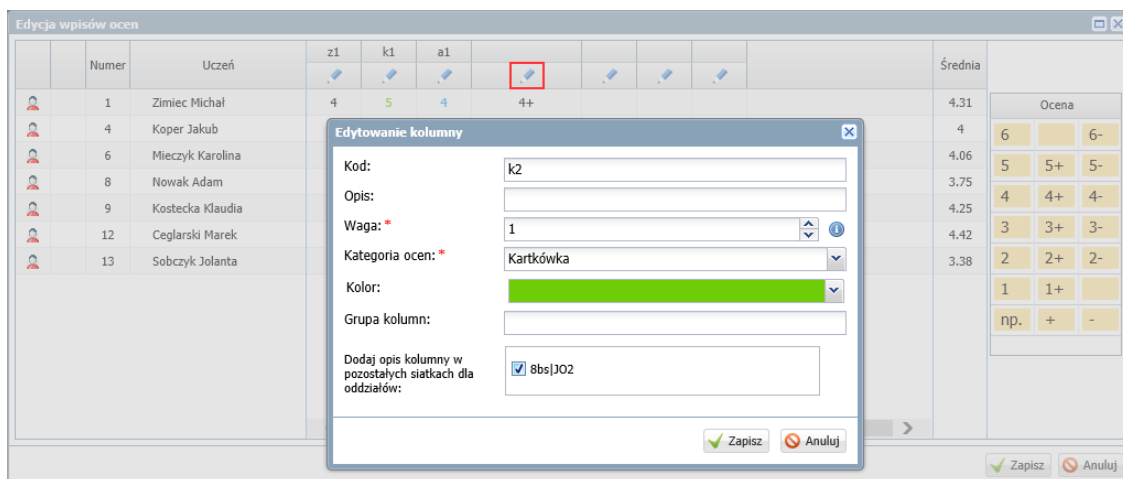 Edycja wpisów ocen
Numer Uczeń z1 k1 a1 Średnia
1 Zimiec Michał 4 5 4 4+ 4.31
4 Koper Jakub 4
6 Mieczyk Karolina 4.06
8 Nowak Adam 3.75
9 Kostecka Klaudia 4.25
12 Ceglarski Marek 4.42
13 Sobczyk Jolanta 3.38
Edytowanie kolumny
Kod: k2
Opis:
Waga: * 1
Kategoria ocen: * Kartkówka
Kolor:
Grupa kolumn:
Dodaj opis kolumny w
pozostałych siatkach dla
oddziałów:
8bs|JO2
Zapisz Anuluj
Ocena
6 6-
5 5+ 5-
4 4+ 4-
3 3+ 3-
2 2+ 2-
1 1+
np. + -
Zapisz Anuluj